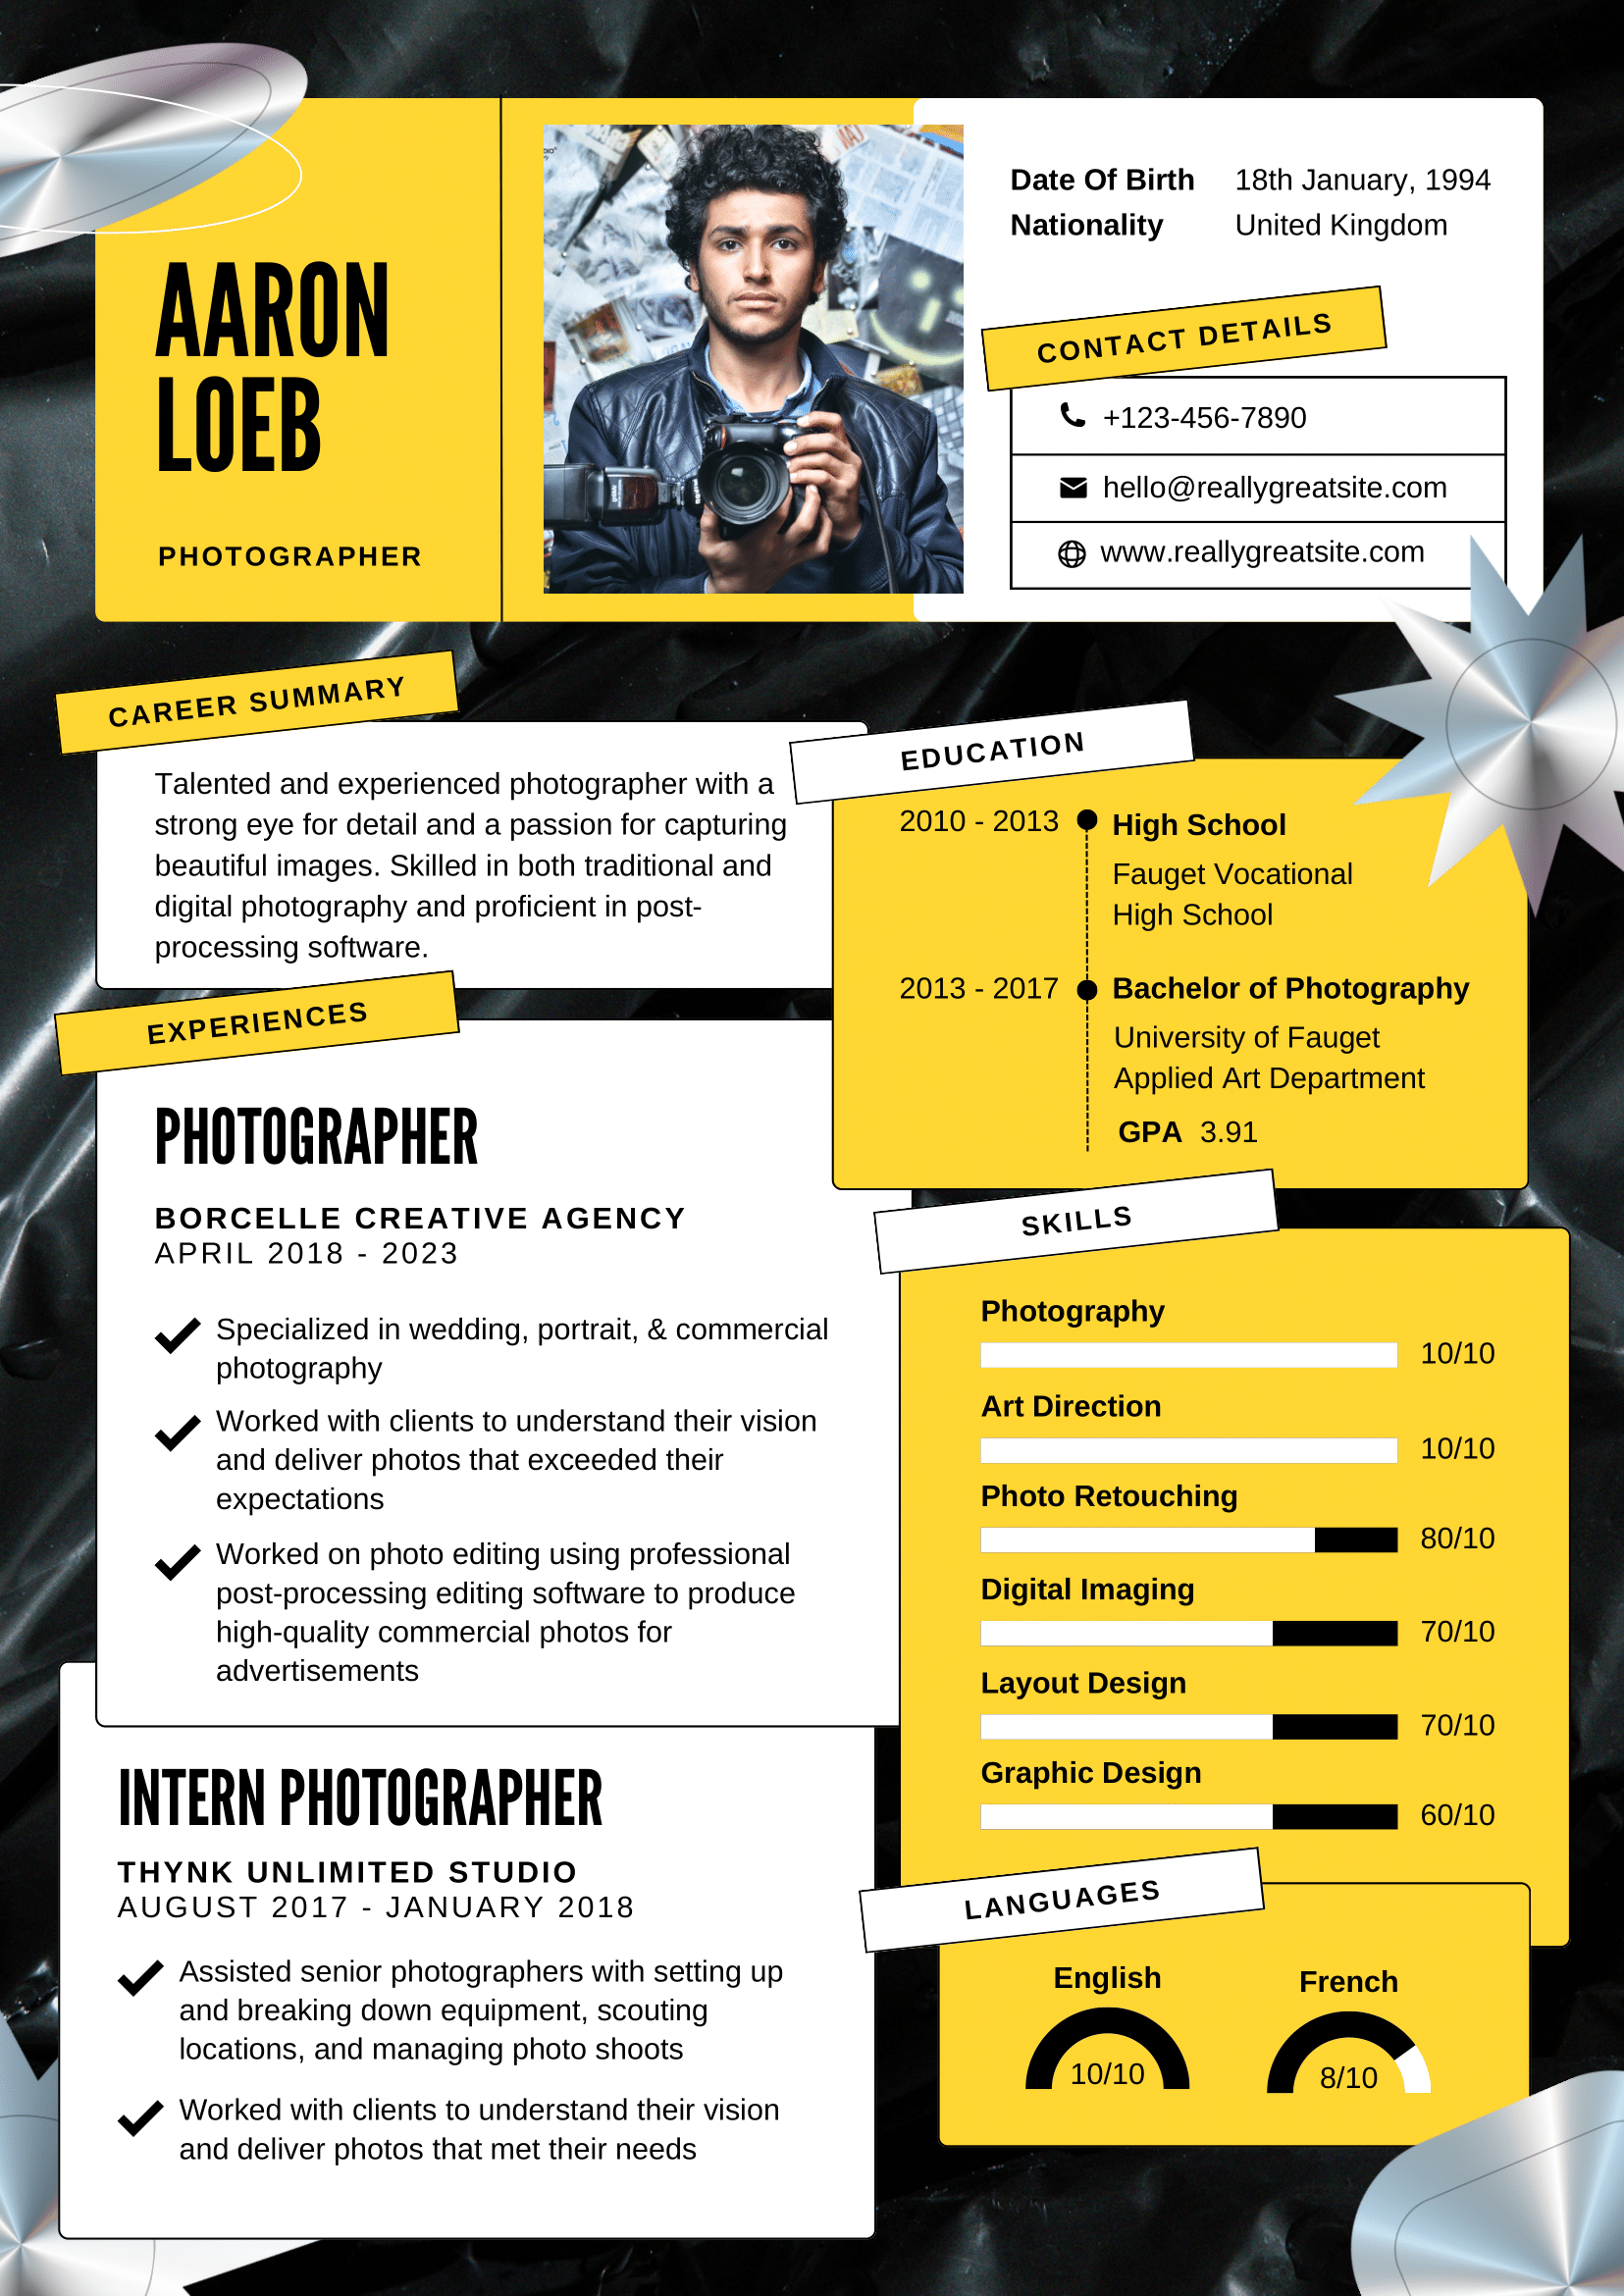 AARON
LOEB
PHOTOGRAPHER
Date Of Birth 18th January, 1994
Nationality United Kingdom
CONTACT DETAILS
+123-456-7890
hello@reallygreatsite.com
www.reallygreatsite.com
CAREER SUMMARY
Talented and experienced photographer with a
strong eye for detail and a passion for capturing
beautiful images. Skilled in both traditional and
digital photography and proficient in post-
processing software.
EXPERIENCES
PHOTOGRAPHER
BORCELLE CREATIVE AGENCY
APRIL 2018 - 2023
Specialized in wedding, portrait, & commercial
photography
Worked with clients to understand their vision
and deliver photos that exceeded their
expectations
Worked on photo editing using professional
post-processing editing software to produce
high-quality commercial photos for
advertisements
INTERN PHOTOGRAPHER
THYNK UNLIMITED STUDIO
AUGUST 2017 - JANUARY 2018
Assisted senior photographers with setting up
and breaking down equipment, scouting
locations, and managing photo shoots
Worked with clients to understand their vision
and deliver photos that met their needs
EDUCATION
2010 - 2013 High School
Fauget Vocational
High School
2013 - 2017 Bachelor of Photography
University of Fauget
Applied Art Department
GPA 3.91
SKILLS
Photography
10/10
Art Direction
10/10
Photo Retouching
80/10
Digital Imaging
70/10
Layout Design
70/10
Graphic Design
60/10
LANGUAGES
English
10/10
French
8/10